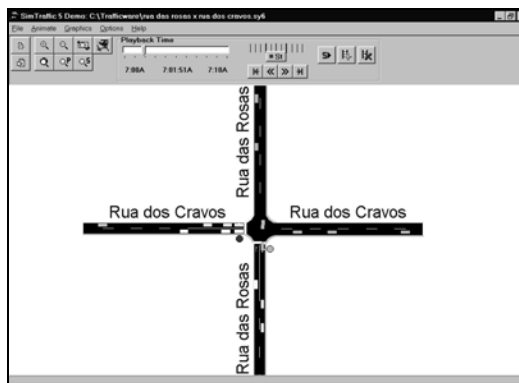 SimTraffic 5 Demo: C:\Trafficware\rua das rosas x rua dos cravos.sy6
File Animate Graphics Options Help
Playback Time
7:00A 7:01:51A 7:10A
Rua das Rosas
Rua dos Cravos
Rua dos Cravos
Rua das Rosas